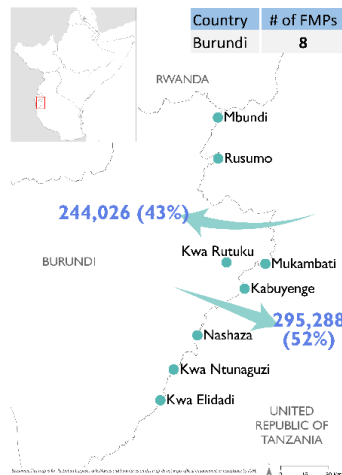 Country # of FMPs
Burundi 8
RWANDA
Mbundi
Rusumo
244,026 (43%)
Kwa Rutuku
BURUNDI
Mukambati
Kabuyenge
295,288
(52%)
Nashaza
Kwa Ntunaguzi
Kwa Elidadi
UNITED
REPUBLIC OF
TANZANIA